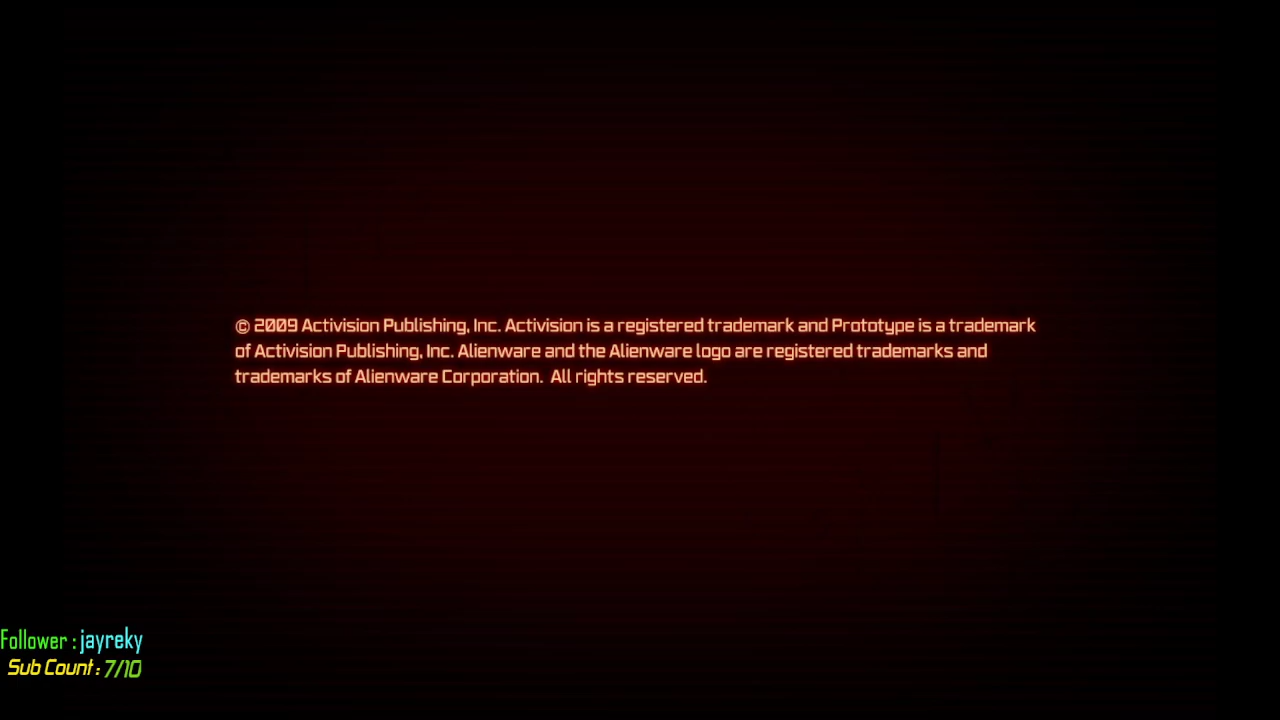 © 2009 Activision Publishing, Inc. Activision is a registered trademark and Prototype is a trademark
of Activision Publishing, Inc. Alienware and the Alienware logo are registered trademarks and
trademarks of Alienware Corporation.  All rights reserved.
Follower : jayreky
Sub Count : 7/10